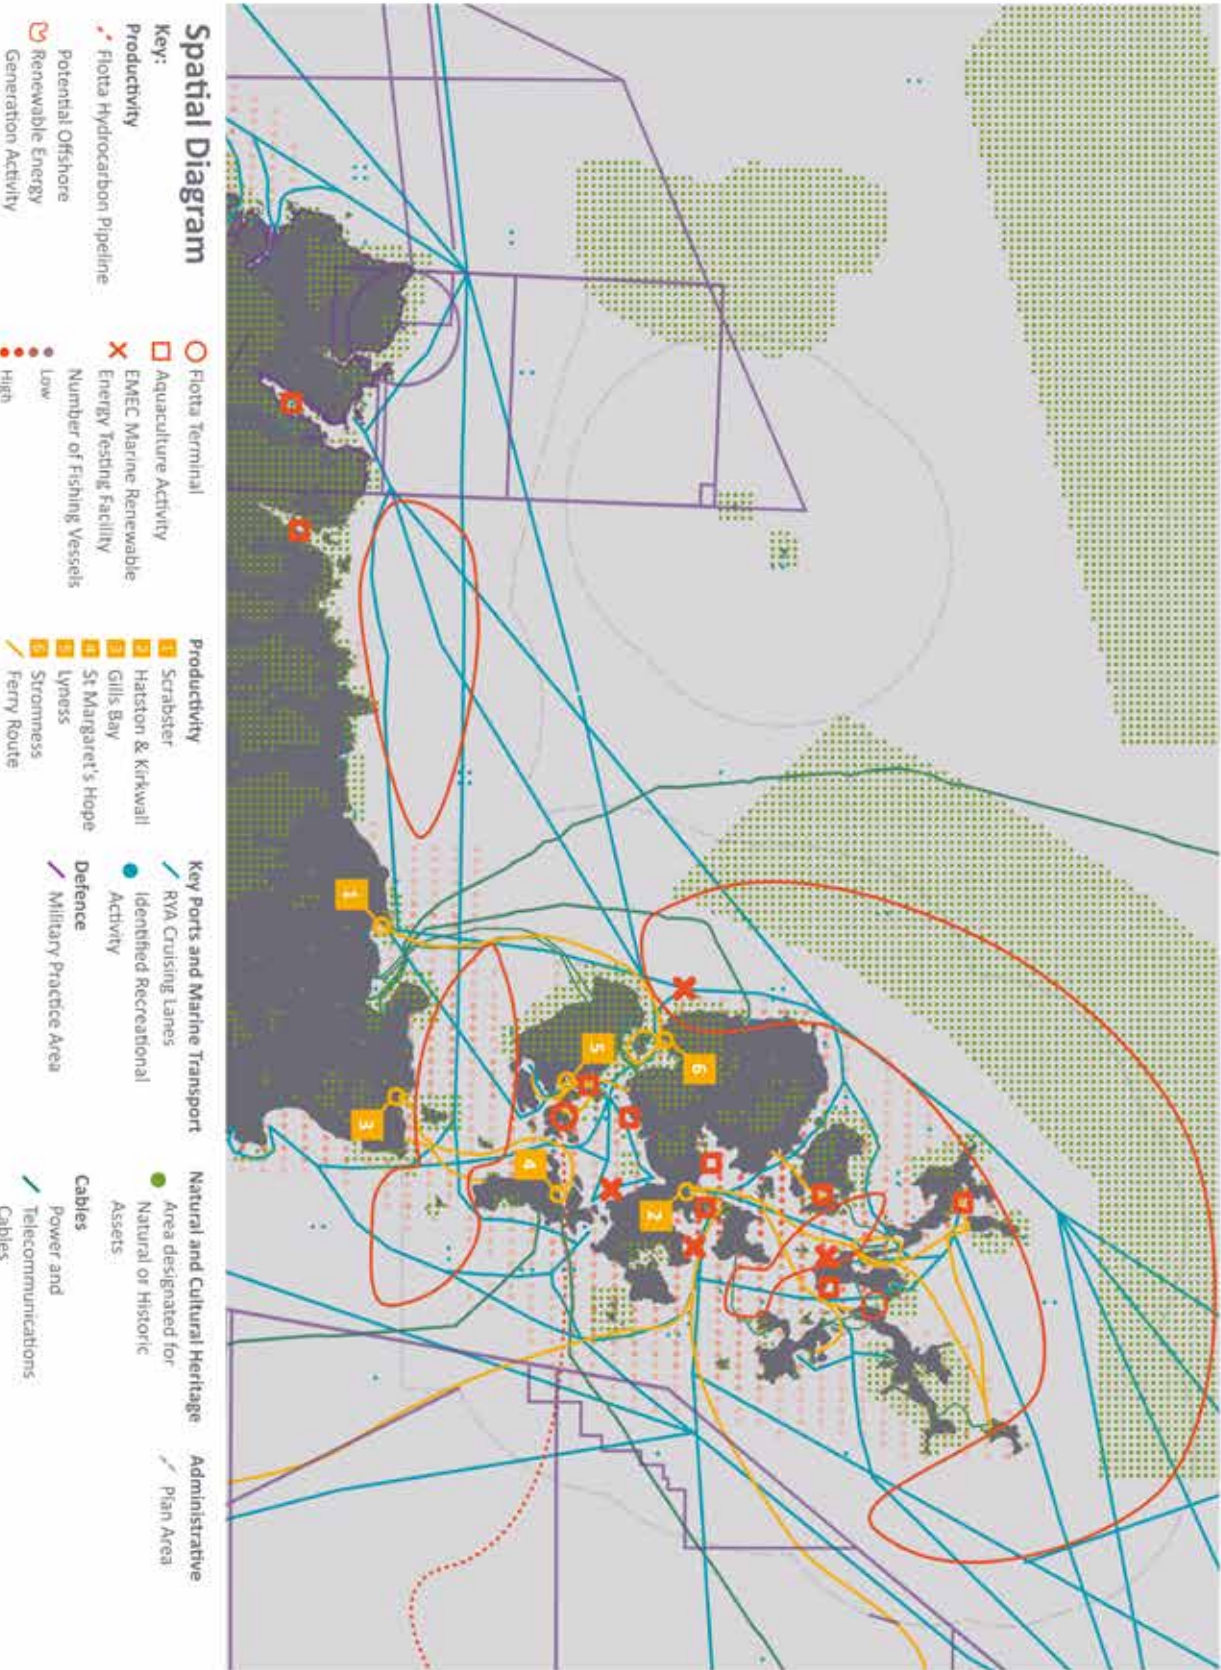 Spatial Diagram
Key:
Productivity
Flotta Hydrocarbon Pipeline
Potential Offshore
Renewable Energy
Generation Activity
Flotta Terminal
Aquaculture Activity
EMEC Marine Renewable
Energy Testing Facility
Number of Fishing Vessels
Low
High
Productivity
1 Scrabster
2 Hatston & Kirkwall
3 Gills Bay
4 St Margaret's Hope
5 Lyness
6 Stromness
Ferry Route
Key Ports and Marine Transport
RYA Cruising Lanes
Identified Recreational
Activity
Defence
Military Practice Area
Natural and Cultural Heritage
Area designated for
Natural or Historic
Assets
Cables
Power and
Telecommunications
Cables
Administrative
Plan Area
1
3
4
5
6
2